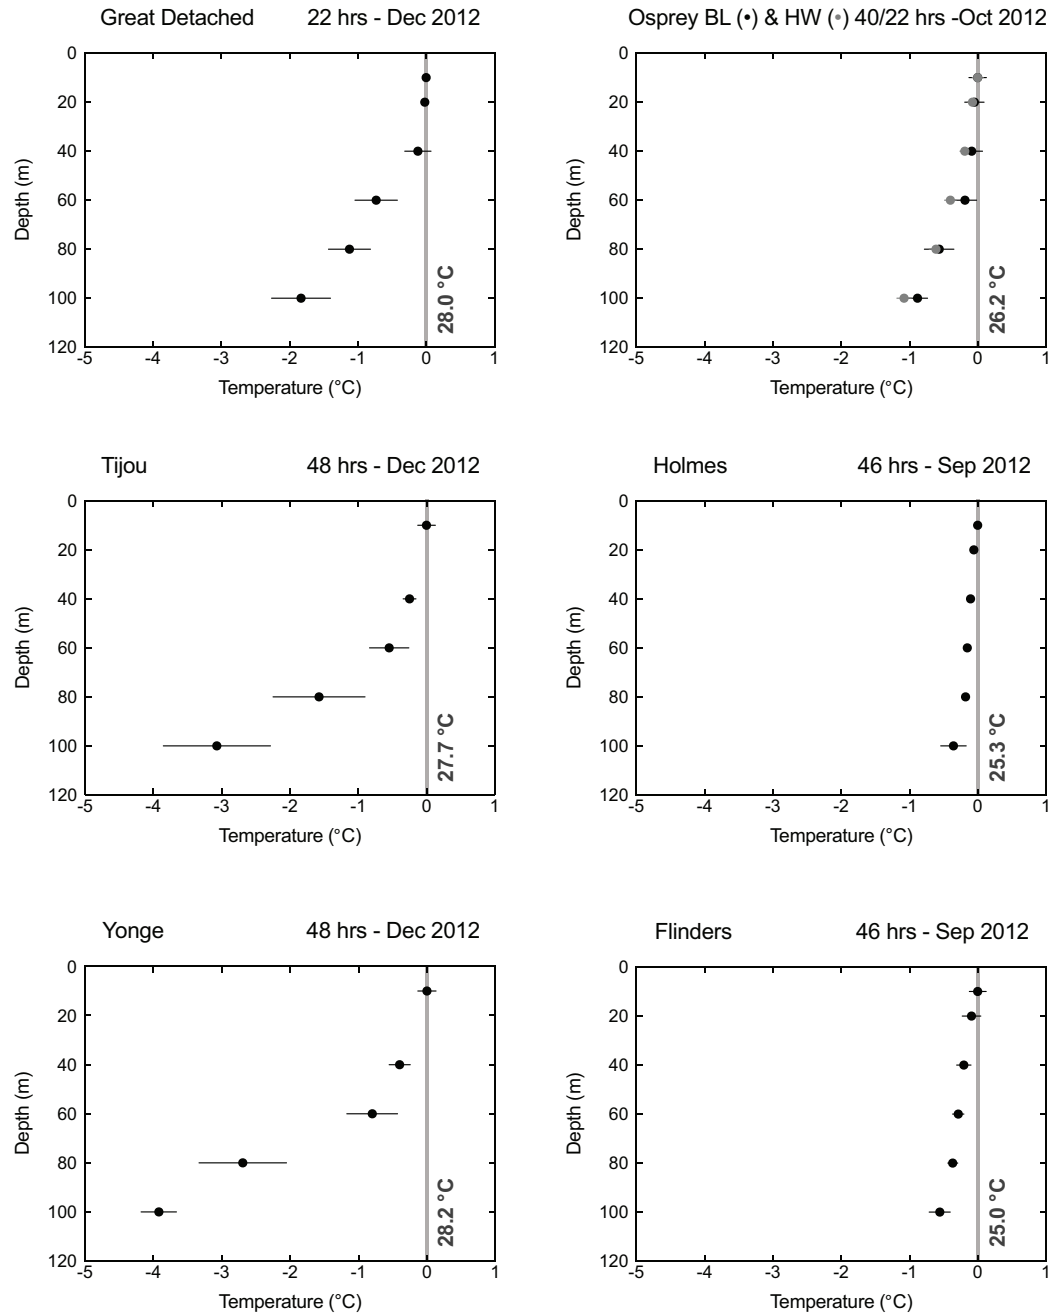 Great Detached 22 hrs - Dec 2012
0
20
40
60
80
100
120
Depth (m)
28.0 °C
-5 -4 -3 -2 -1 0 1
Temperature (°C)
Osprey BL (•) & HW (•) 40/22 hrs -Oct 2012
0
20
40
60
80
100
120
Depth (m)
26.2 °C
-5 -4 -3 -2 -1 0 1
Temperature (°C)
Tijou 48 hrs - Dec 2012
0
20
40
60
80
100
120
Depth (m)
27.7 °C
-5 -4 -3 -2 -1 0 1
Temperature (°C)
Holmes 46 hrs - Sep 2012
0
20
40
60
80
100
120
Depth (m)
25.3 °C
-5 -4 -3 -2 -1 0 1
Temperature (°C)
Yonge 48 hrs - Dec 2012
0
20
40
60
80
100
120
Depth (m)
28.2 °C
-5 -4 -3 -2 -1 0 1
Temperature (°C)
Flinders 46 hrs - Sep 2012
0
20
40
60
80
100
120
Depth (m)
25.0 °C
-5 -4 -3 -2 -1 0 1
Temperature (°C)